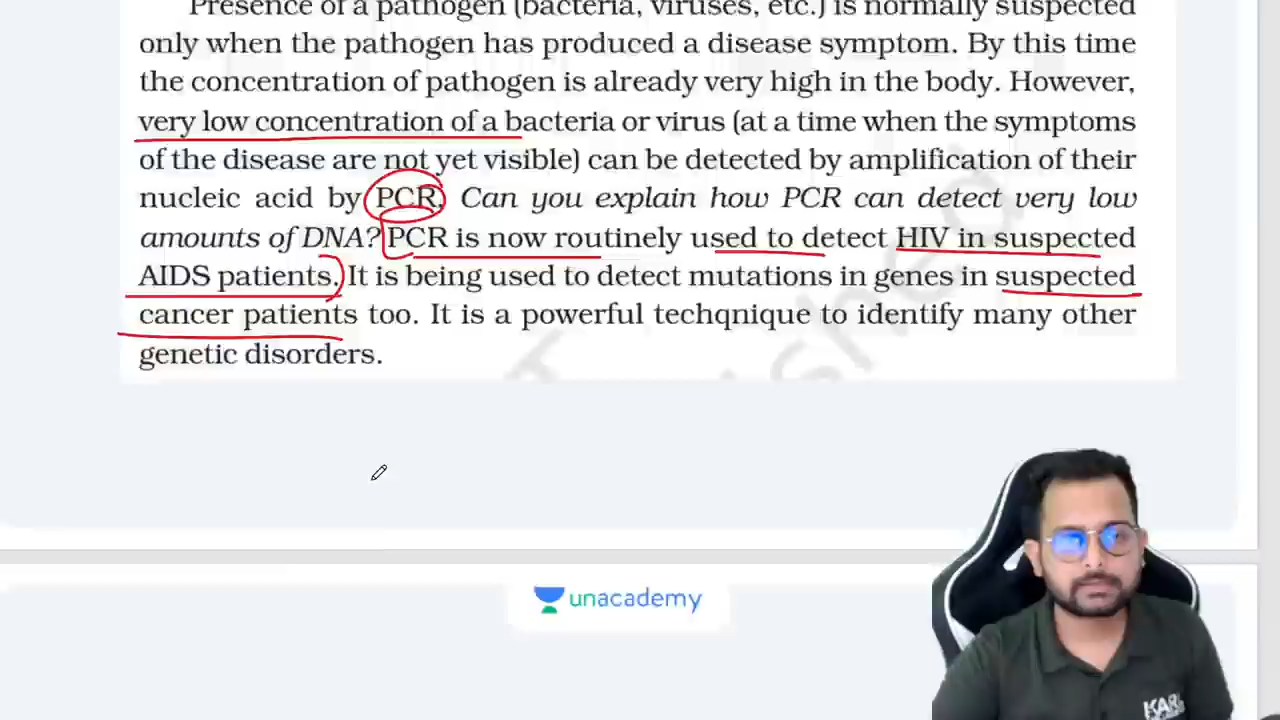 Presence of a pathogen (bacteria, viruses, etc.) is normally suspected
only when the pathogen has produced a disease symptom. By this time
the concentration of pathogen is already very high in the body. However,
very low concentration of a bacteria or virus (at a time when the symptoms
of the disease are not yet visible) can be detected by amplification of their
nucleic acid by PCR. Can you explain how PCR can detect very low
amounts of DNA? PCR is now routinely used to detect HIV in suspected
AIDS patients. It is being used to detect mutations in genes in suspected
cancer patients too. It is a powerful techqnique to identify many other
genetic disorders.
unacademy